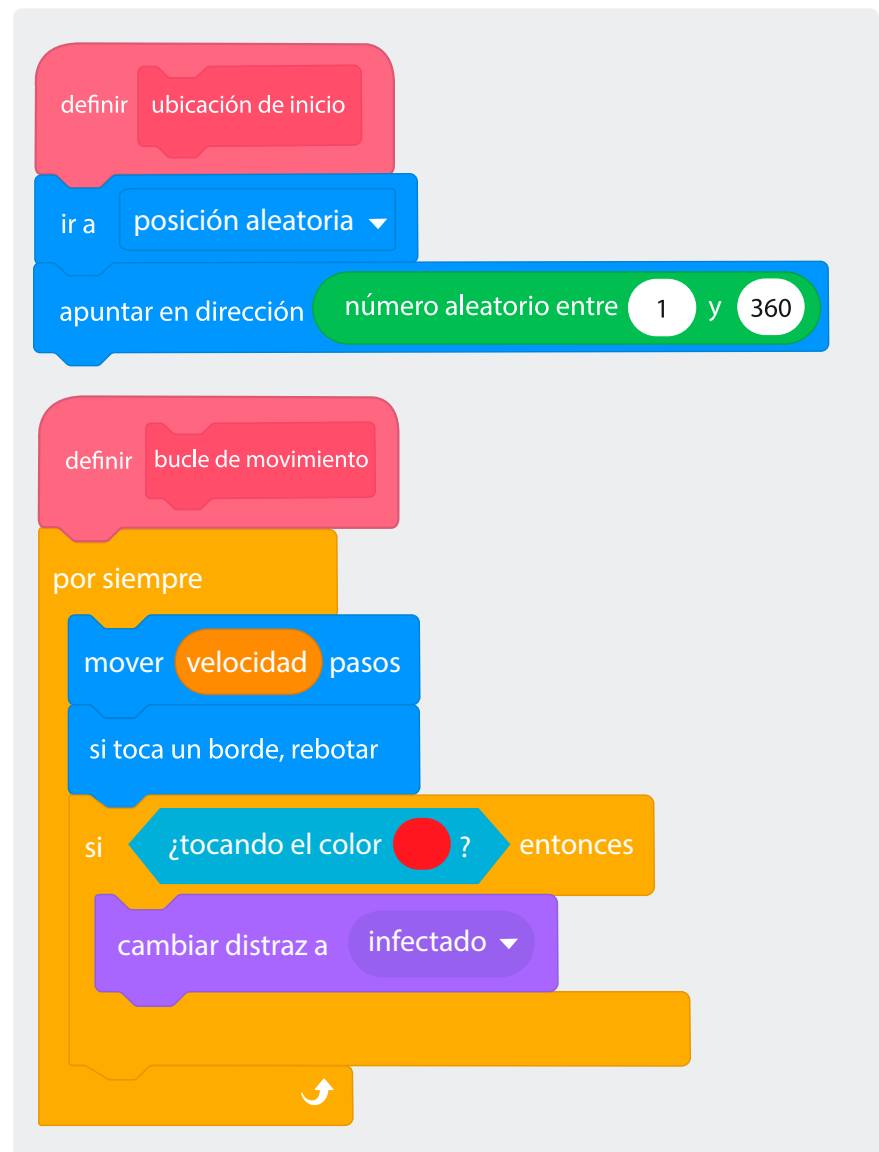 definir ubicación de inicio
ir a posición aleatoria
apuntar en dirección número aleatorio entre 1 y 360
definir bucle de movimiento
por siempre
mover velocidad pasos
si toca un borde, rebotar
si ¿tocando el color ? entonces
cambiar distraz a infectado